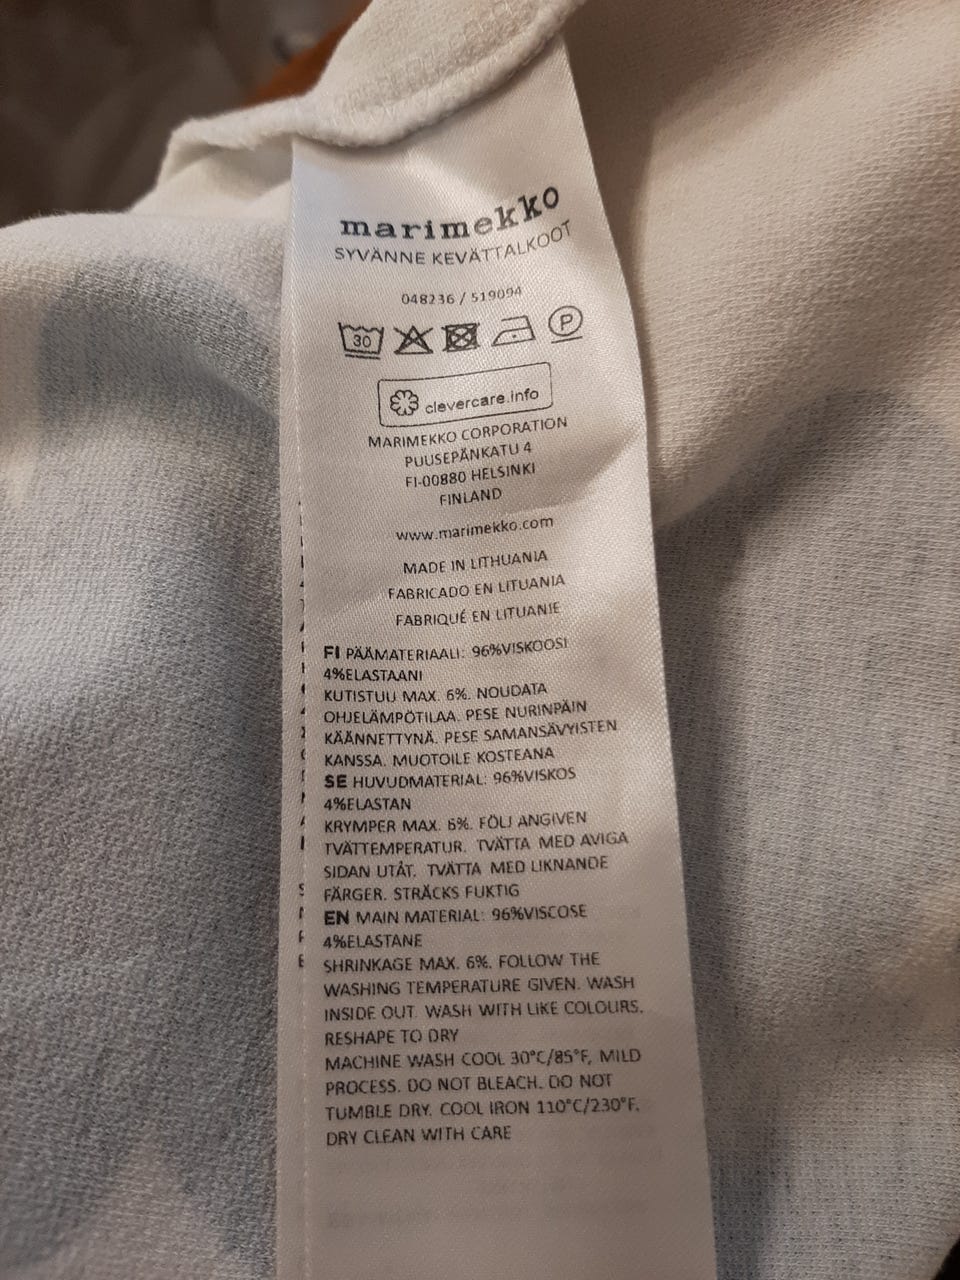 marimekko
SYVÄNNE KEVÄTTALKOOT
048236 / 519094
30 P
clevercare.info
MARIMEKKO CORPORATION
PUUSEPÄNKATU 4
FI-00880 HELSINKI
FINLAND
www.marimekko.com
MADE IN LITHUANIA
FABRICADO EN LITUANIA
FABRIQUÉ EN LITUANIE
FI PÄÄMATERIAALI: 96%VISKOOSI
4%ELASTAANI
KUTISTUU MAX. 6%. NOUDATA
OHJELÄMPÖTILAA. PESE NURINPÄIN
KÄÄNNETTYNÄ. PESE SAMANSÄVYISTEN
KANSSA. MUOTOILE KOSTEANA
SE HUVUDMATERIAL: 96%VISKOS
4%ELASTAN
KRYMPER MAX. 6%. FÖLJ ANGIVEN
TVÄTTEMPERATUR. TVÄTTA MED AVIGA
SIDAN UTÅT. TVÄTTA MED LIKNANDE
FÄRGER. STRÄCKS FUKTIG
EN MAIN MATERIAL: 96%VISCOSE
4%ELASTANE
SHRINKAGE MAX. 6%. FOLLOW THE
WASHING TEMPERATURE GIVEN. WASH
INSIDE OUT. WASH WITH LIKE COLOURS.
RESHAPE TO DRY
MACHINE WASH COOL 30°C/85°F, MILD
PROCESS. DO NOT BLEACH. DO NOT
TUMBLE DRY. COOL IRON 110°C/230°F.
DRY CLEAN WITH CARE